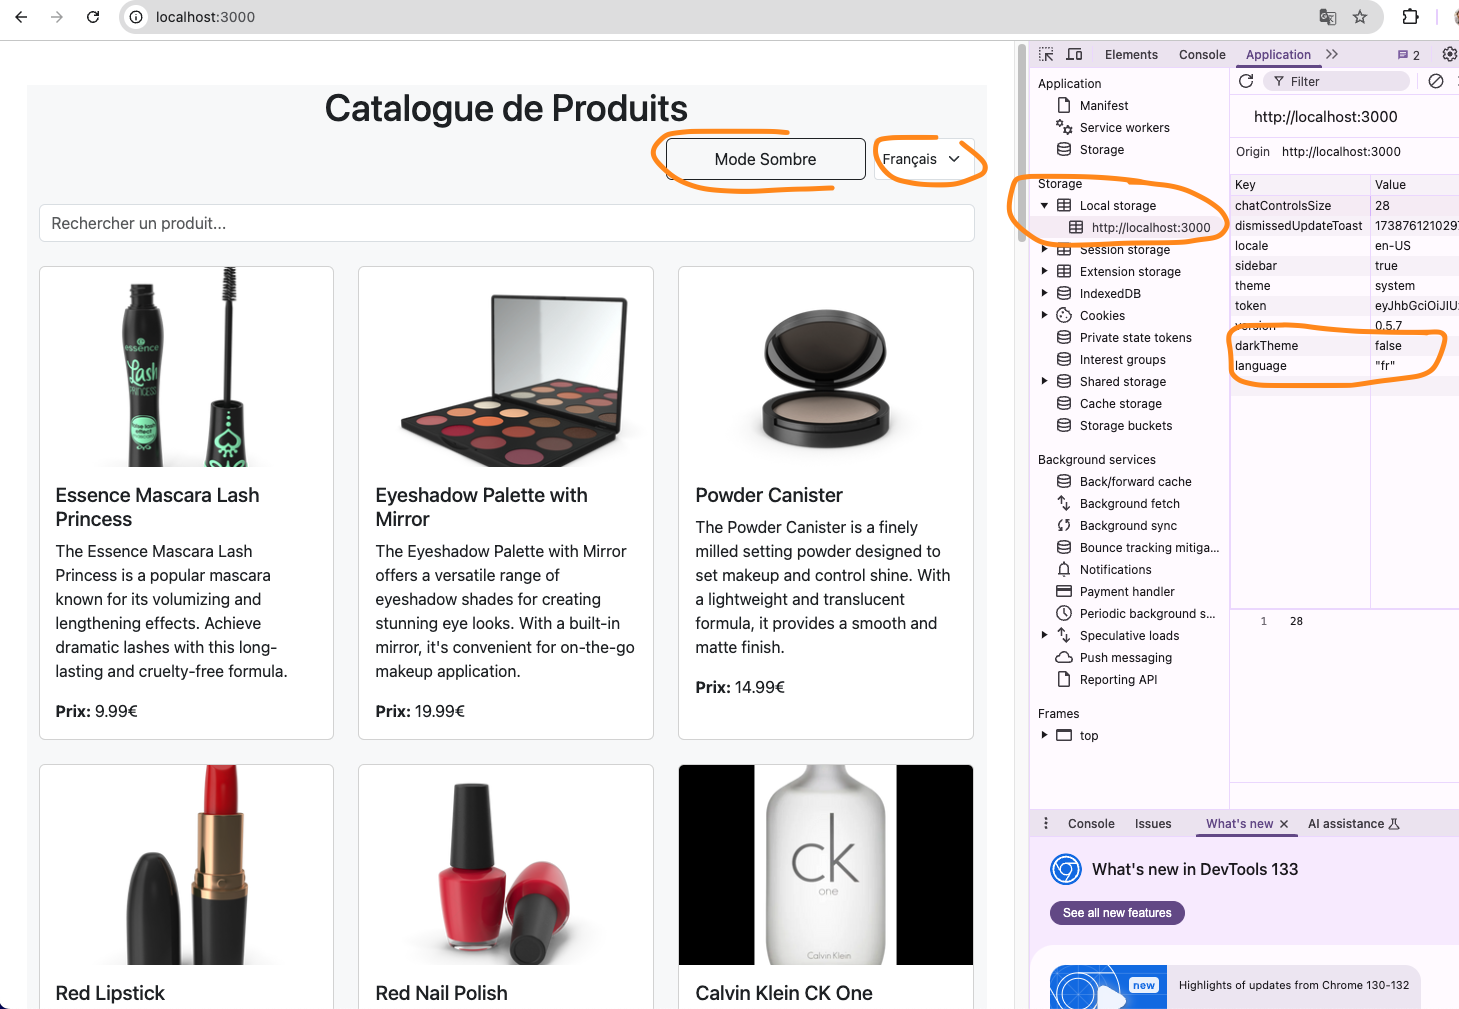 localhost:3000
Catalogue de Produits
Mode Sombre
Français
Rechercher un produit...
essence
Lash
PRINCESS
Essence Mascara Lash
Princess
The Essence Mascara Lash
Princess is a popular mascara
known for its volumizing and
lengthening effects. Achieve
dramatic lashes with this long-
lasting and cruelty-free formula.
Prix: 9.99€
Eyeshadow Palette with
Mirror
The Eyeshadow Palette with Mirror
offers a versatile range of
eyeshadow shades for creating
stunning eye looks. With a built-in
mirror, it's convenient for on-the-go
makeup application.
Prix: 19.99€
Powder Canister
The Powder Canister is a finely
milled setting powder designed to
set makeup and control shine. With
a lightweight and translucent
formula, it provides a smooth and
matte finish.
Prix: 14.99€
Red Lipstick
Red Nail Polish
ck
one
Calvin Klein
Calvin Klein CK One
Elements
Console
Application
2
Application
Manifest
Service workers
Storage
Storage
Local storage
http://localhost:3000
Session storage
Extension storage
IndexedDB
Cookies
Private state tokens
Interest groups
Shared storage
Cache storage
Storage buckets
Background services
Back/forward cache
Background fetch
Background sync
Bounce tracking mitiga...
Notifications
Payment handler
Periodic background s...
Speculative loads
Push messaging
Reporting API
Frames
top
Filter
http://localhost:3000
Origin http://localhost:3000
Key Value
chatControlsSize 28
dismissedUpdateToast 1738761210297
locale en-US
sidebar true
theme system
token eyJhbGciOiJIU
version 0.5.7
darkTheme false
language "fr"
1 28
Console
Issues
What's new
AI assistance
What's new in DevTools 133
See all new features
new
Highlights of updates from Chrome 130-132